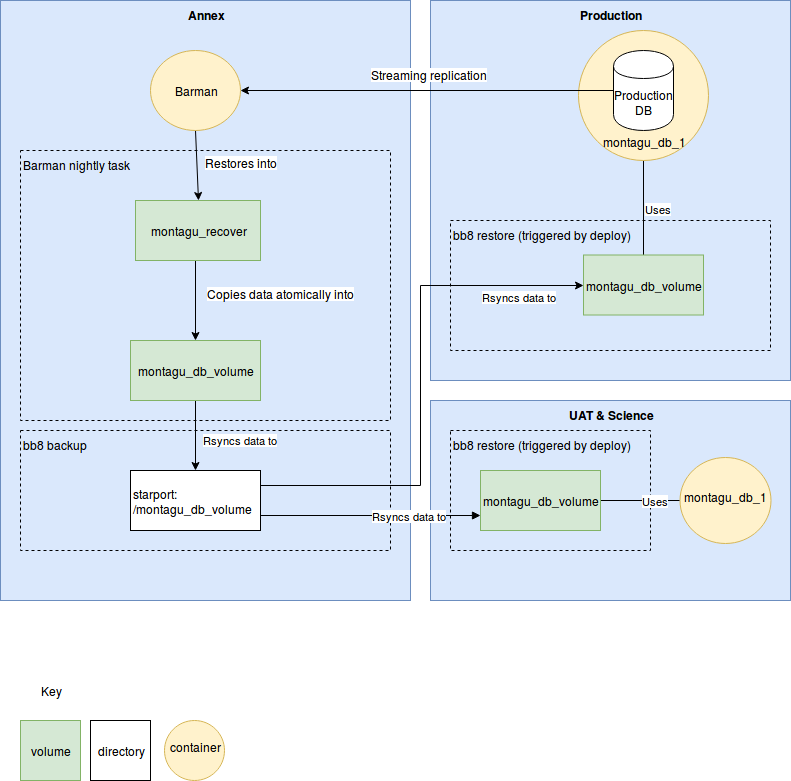 Annex
Production
Streaming replication
Barman
Production
DB
montagu_db_1
Restores into
Barman nightly task
montagu_recover
Uses
bb8 restore (triggered by deploy)
montagu_db_volume
Rsyncs data to
Copies data atomically into
montagu_db_volume
UAT & Science
Rsyncs data to
bb8 backup
bb8 restore (triggered by deploy)
starport:
/montagu_db_volume
Rsyncs data to
montagu_db_volume
Uses
montagu_db_1
Key
volume
directory
container